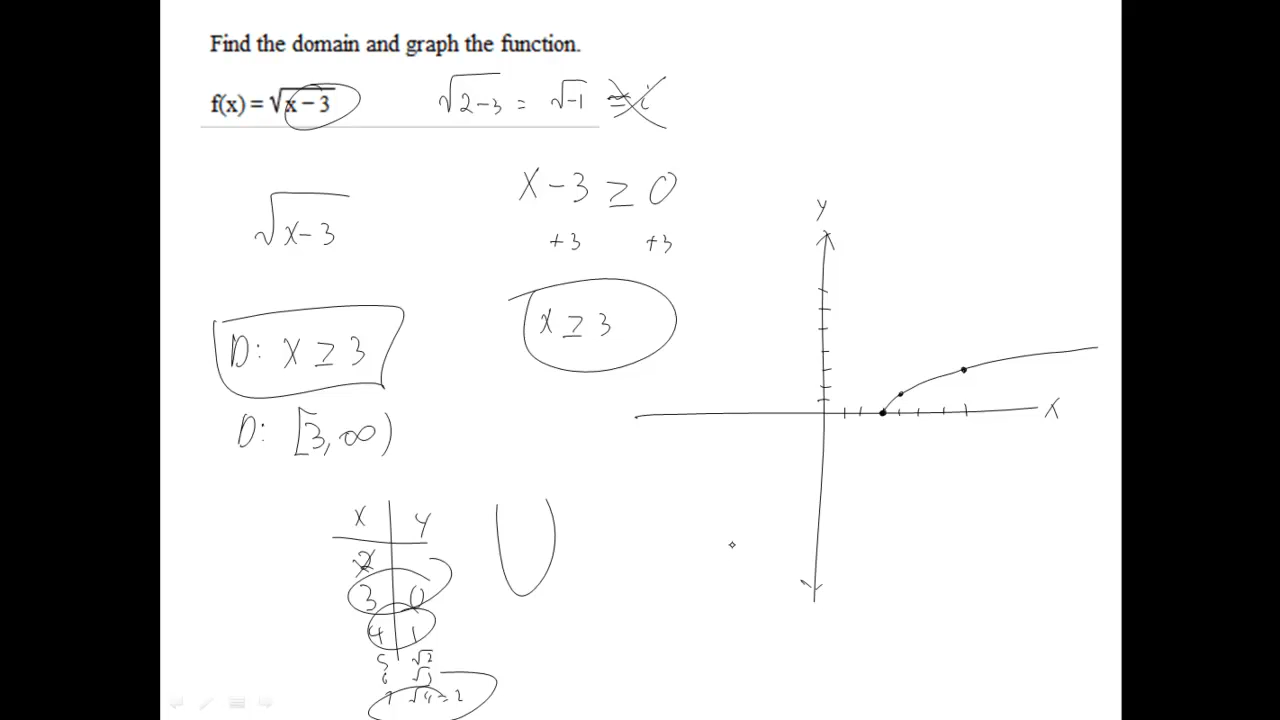 Find the domain and graph the function.
f(x) = √x − 3
√2−3 = √-1 = i
x − 3 ≥ 0
√x−3
+3 +3
x ≥ 3
D: x ≥ 3
D: [3, ∞)
x y
2
3 0
4 1
5 √2
6 √3
7 √4 = 2
y
x